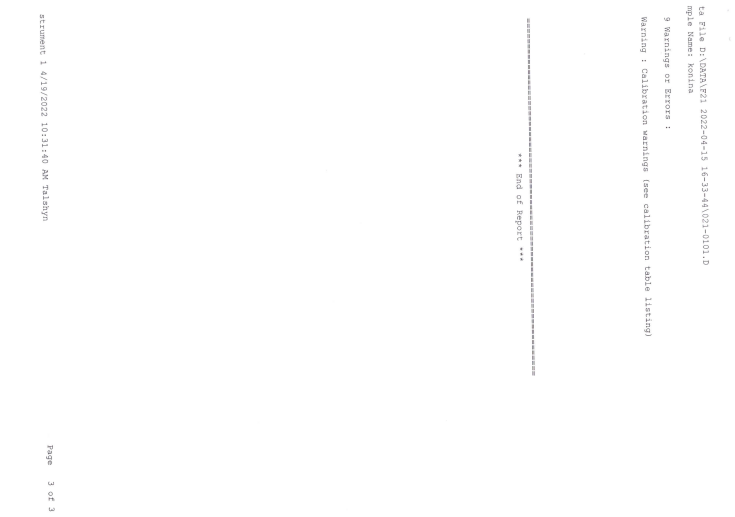 ta File D:\DATA\F21 2022-04-15 16-33-44\021-0101.D
mple Name: konina
9 Warnings or Errors :
Warning : Calibration warnings (see calibration table listing)
*** End of Report ***
strument 1 4/19/2022 10:31:40 AM Talshyn
Page 3 of 3